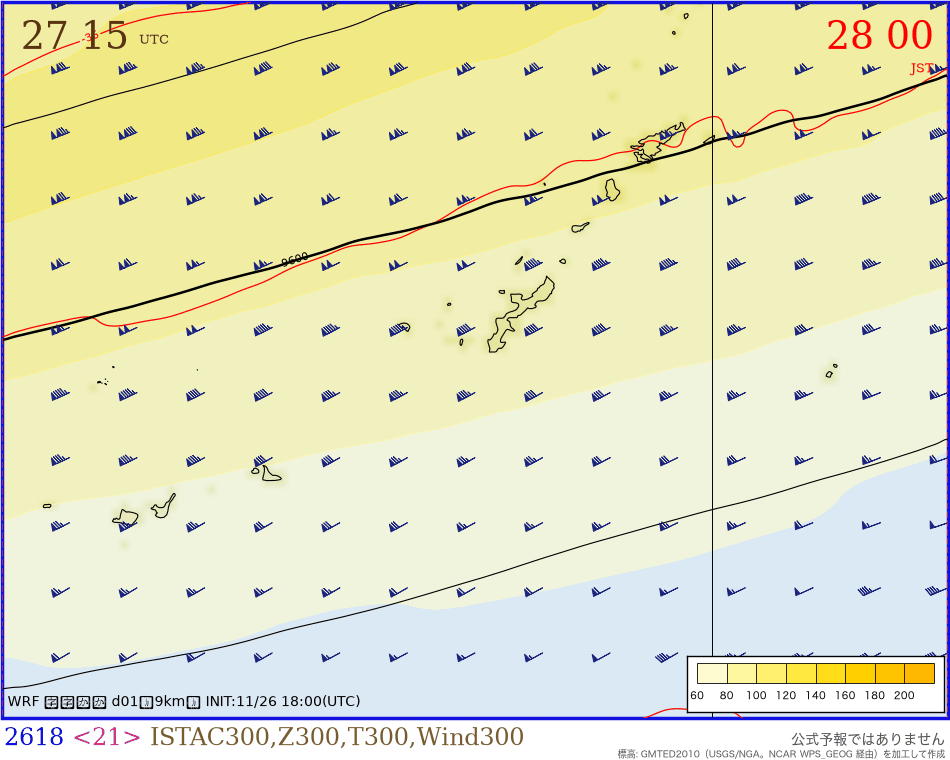 27 15 UTC
28 00
JST
-30
9600
60 80 100 120 140 160 180 200
WRF d01 9km INIT:11/26 18:00(UTC)
2618 <21> ISTAC300,Z300,T300,Wind300
公式予報ではありません
標高: GMTED2010（USGS/NGA。NCAR WPS_GEOG 経由）を加工して作成